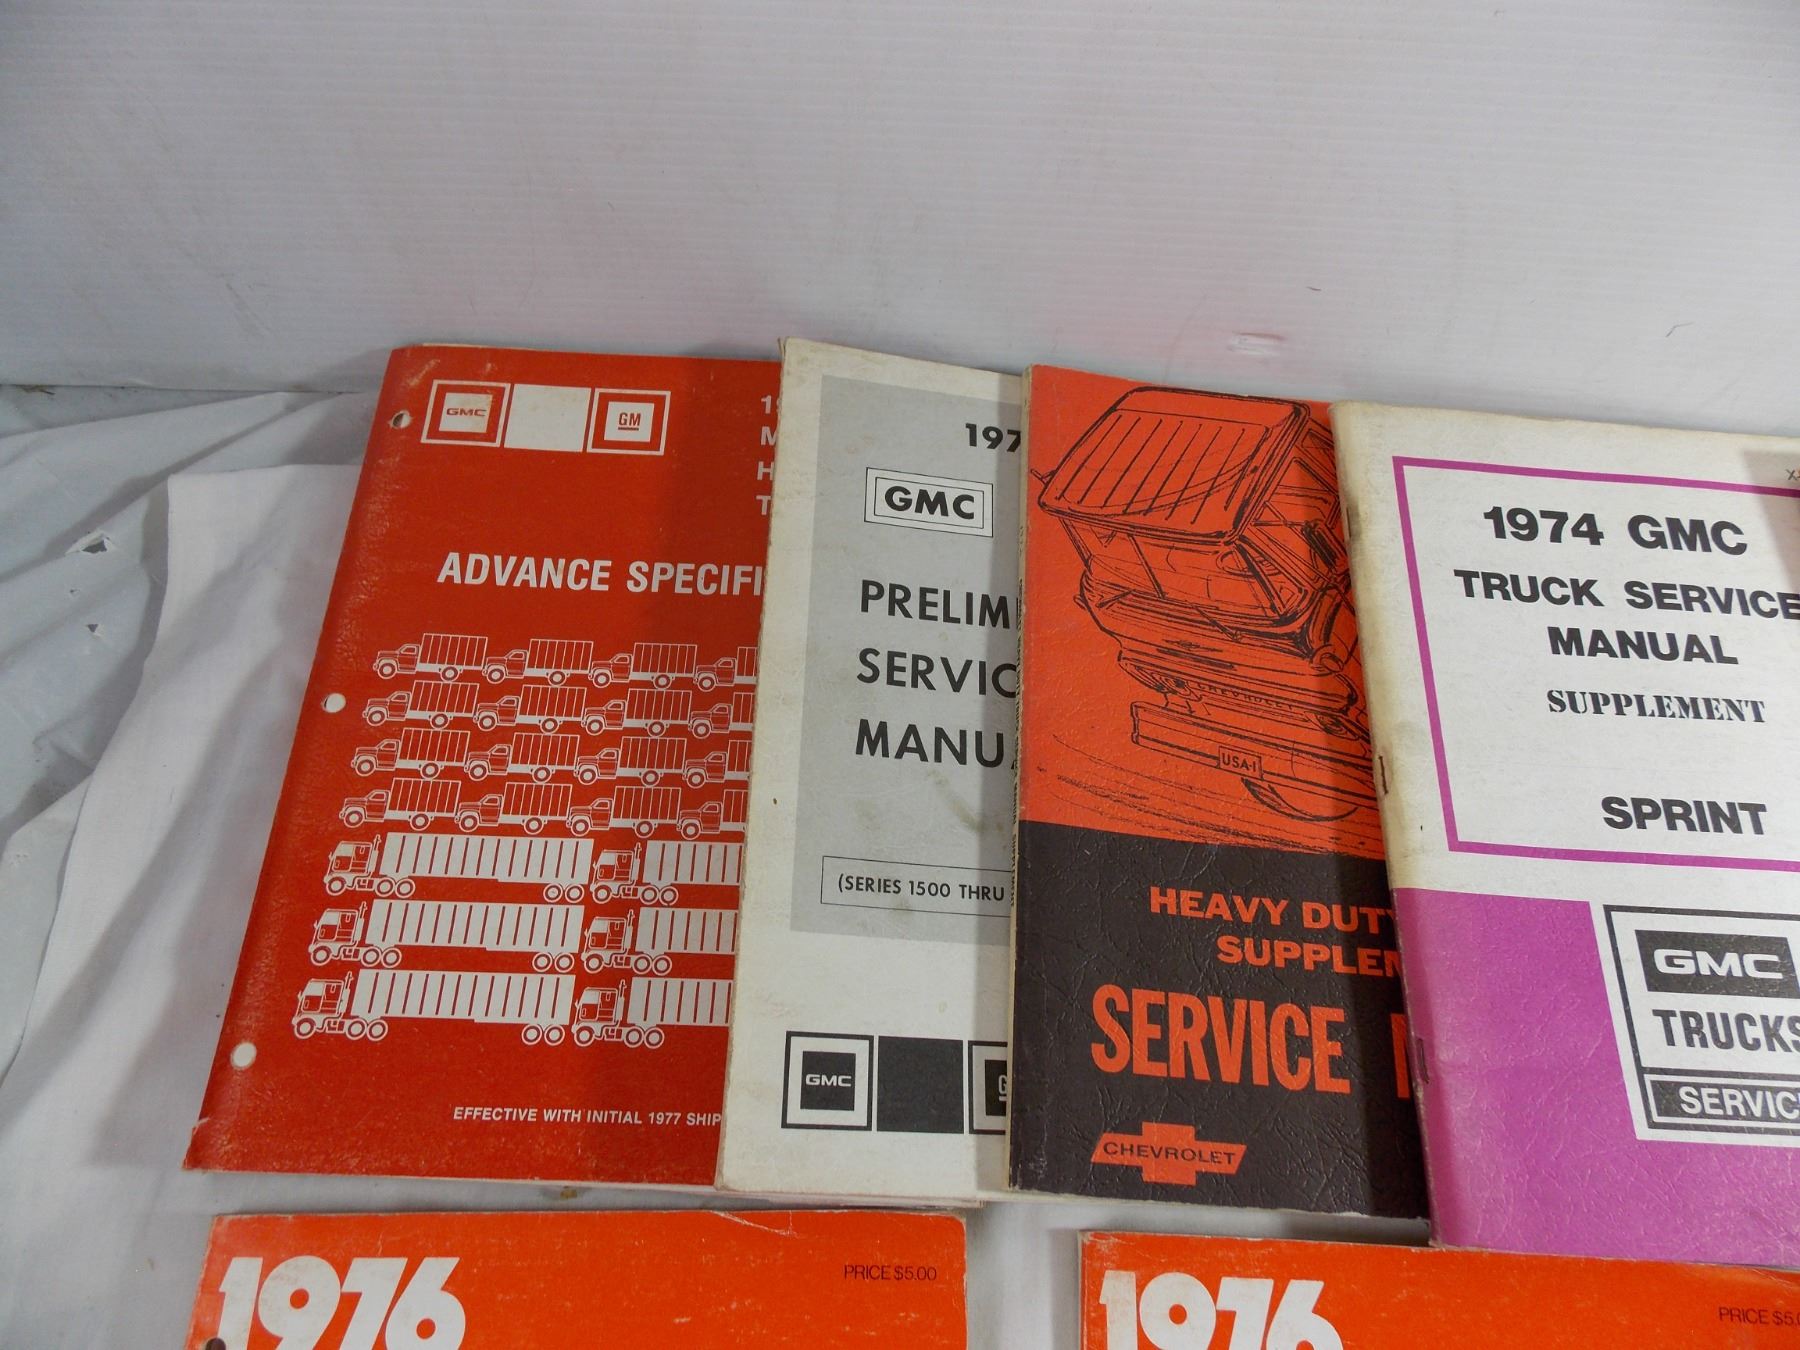 GMC
GM
ADVANCE SPECIFI
EFFECTIVE WITH INITIAL 1977 SHIP
197
GMC
PRELIM
SERVIC
MANU
(SERIES 1500 THRU
GMC
CHEVROLET
USA-1
HEAVY DUTY
SUPPLEM
SERVICE
CHEVROLET
1974 GMC
TRUCK SERVICE
MANUAL
SUPPLEMENT
SPRINT
GMC
TRUCKS
SERVIC
1976
PRICE $5.00
1976
PRICE $5.0